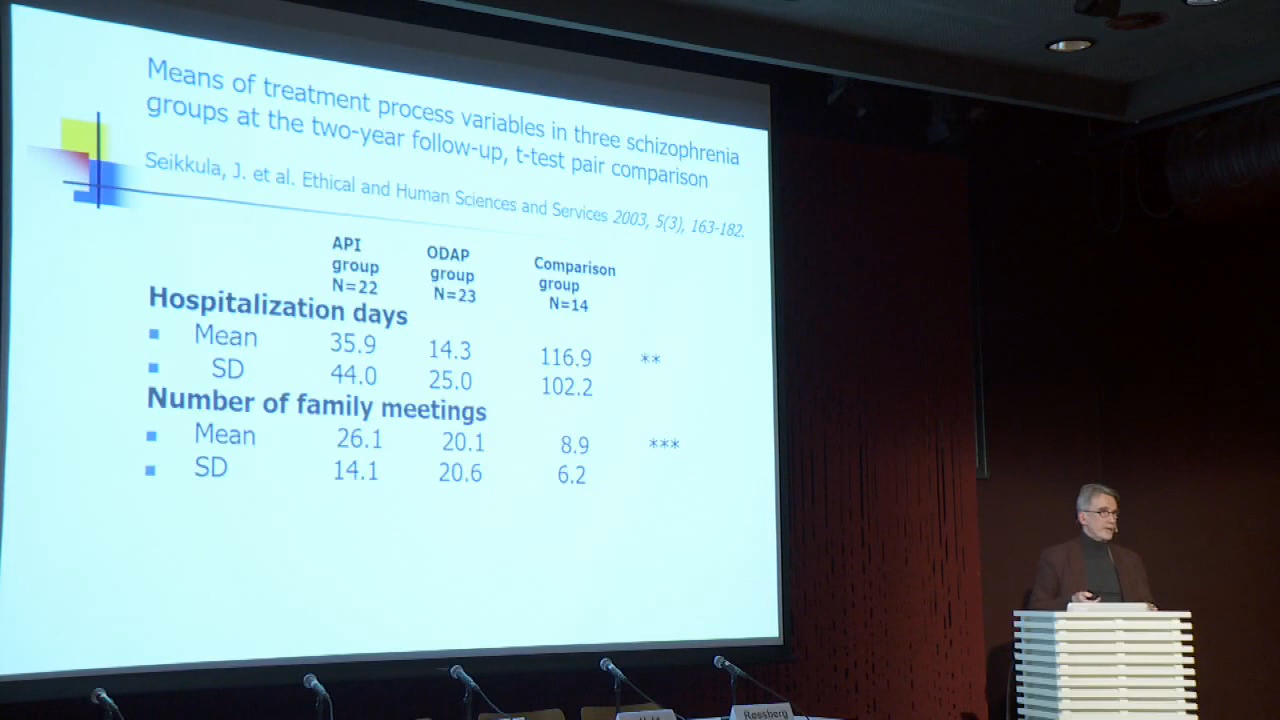 Means of treatment process variables in three schizophrenia
groups at the two-year follow-up, t-test pair comparison
Seikkula, J. et al. Ethical and Human Sciences and Services 2003, 5(3), 163-182.
API group N=22 ODAP group N=23 Comparison group N=14
Hospitalization days
Mean 35.9 14.3 116.9 **
SD 44.0 25.0 102.2
Number of family meetings
Mean 26.1 20.1 8.9 ***
SD 14.1 20.6 6.2
Rossberg